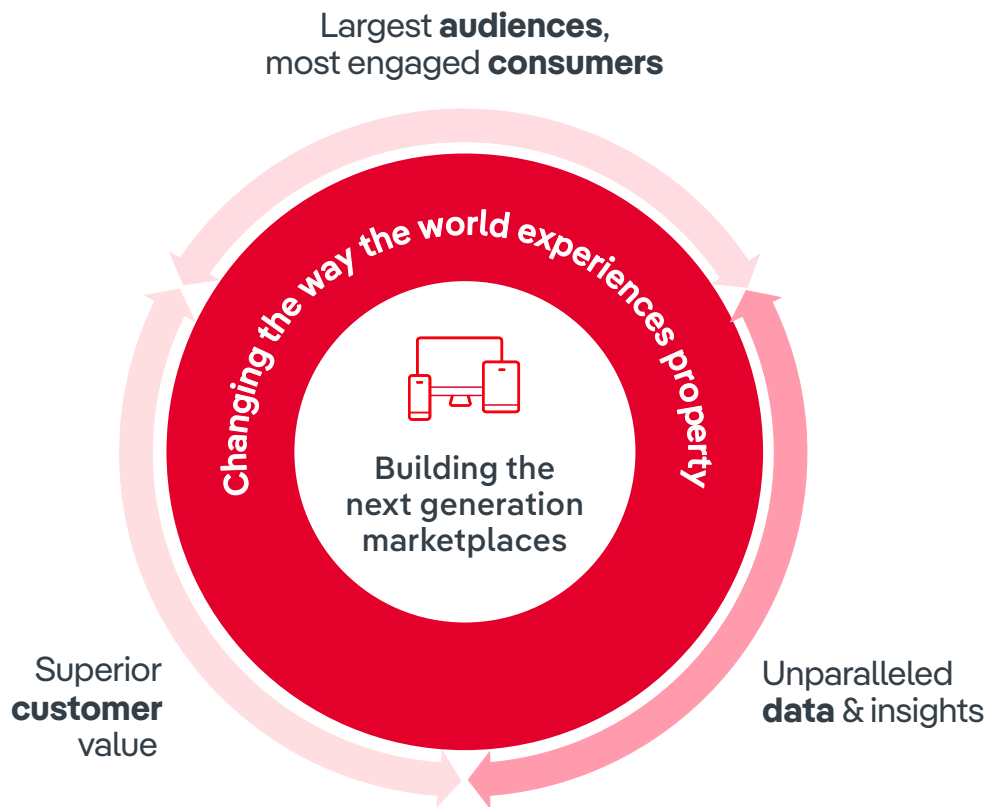 Largest audiences,
most engaged consumers
Changing the way the world experiences property
Building the
next generation
marketplaces
Superior
customer
value
Unparalleled
data & insights